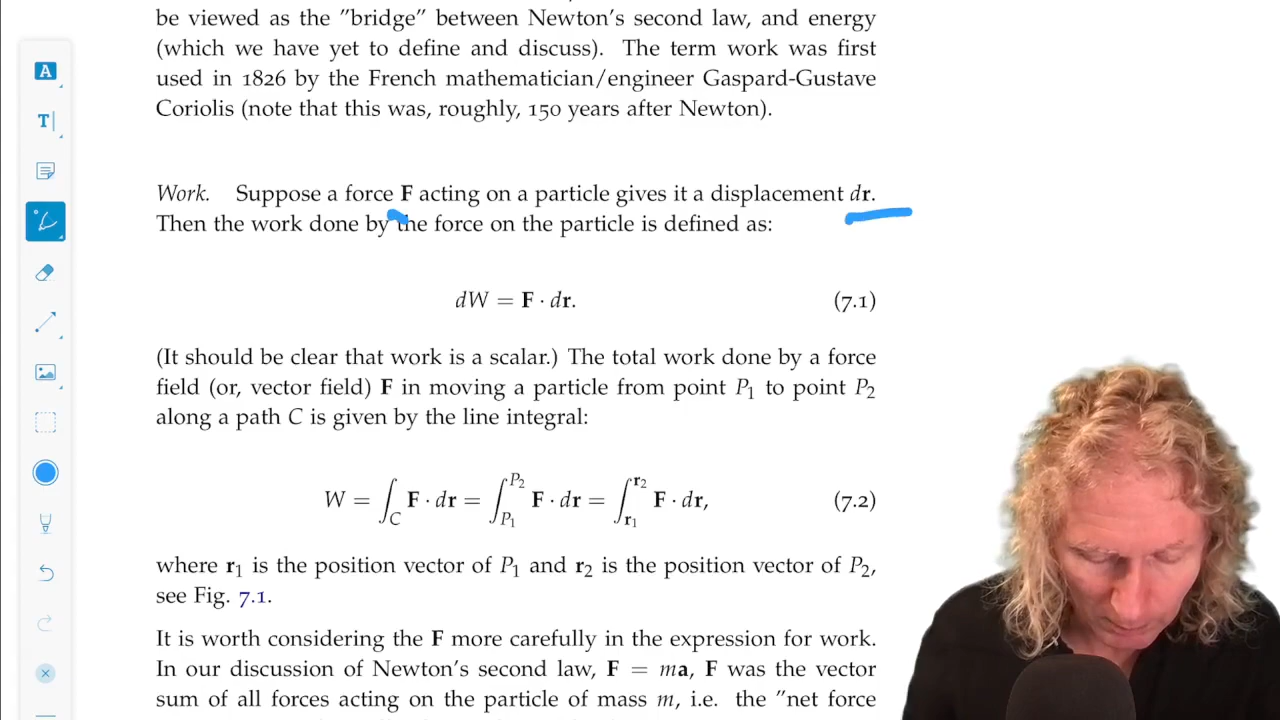 be viewed as the ”bridge” between Newton’s second law, and energy
(which we have yet to define and discuss). The term work was first
used in 1826 by the French mathematician/engineer Gaspard-Gustave
Coriolis (note that this was, roughly, 150 years after Newton).
Work. Suppose a force F acting on a particle gives it a displacement dr.
Then the work done by the force on the particle is defined as:
dW = F · dr. (7.1)
(It should be clear that work is a scalar.) The total work done by a force
field (or, vector field) F in moving a particle from point P₁ to point P₂
along a path C is given by the line integral:
W = ∫_C F · dr = ∫_{P₁}^{P₂} F · dr = ∫_{r₁}^{r₂} F · dr, (7.2)
where r₁ is the position vector of P₁ and r₂ is the position vector of P₂,
see Fig. 7.1.
It is worth considering the F more carefully in the expression for work.
In our discussion of Newton’s second law, F = ma, F was the vector
sum of all forces acting on the particle of mass m, i.e. the ”net force